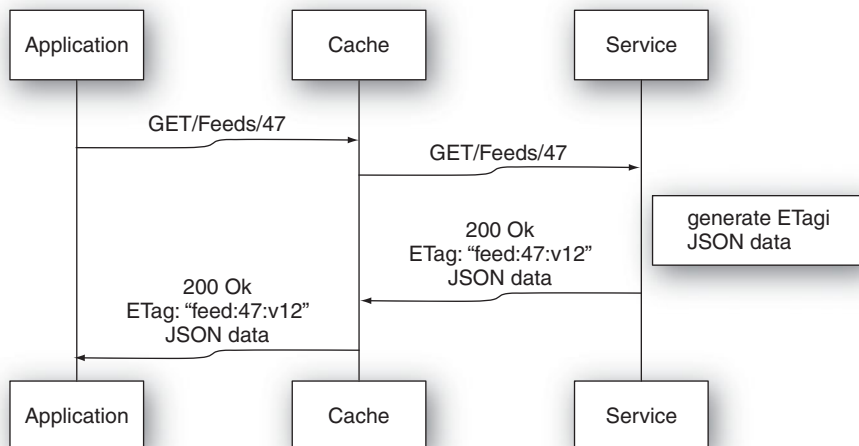 Application
Cache
Service
GET/Feeds/47
GET/Feeds/47
generate ETagi
JSON data
200 Ok
ETag: “feed:47:v12”
JSON data
200 Ok
ETag: “feed:47:v12”
JSON data
Application
Cache
Service